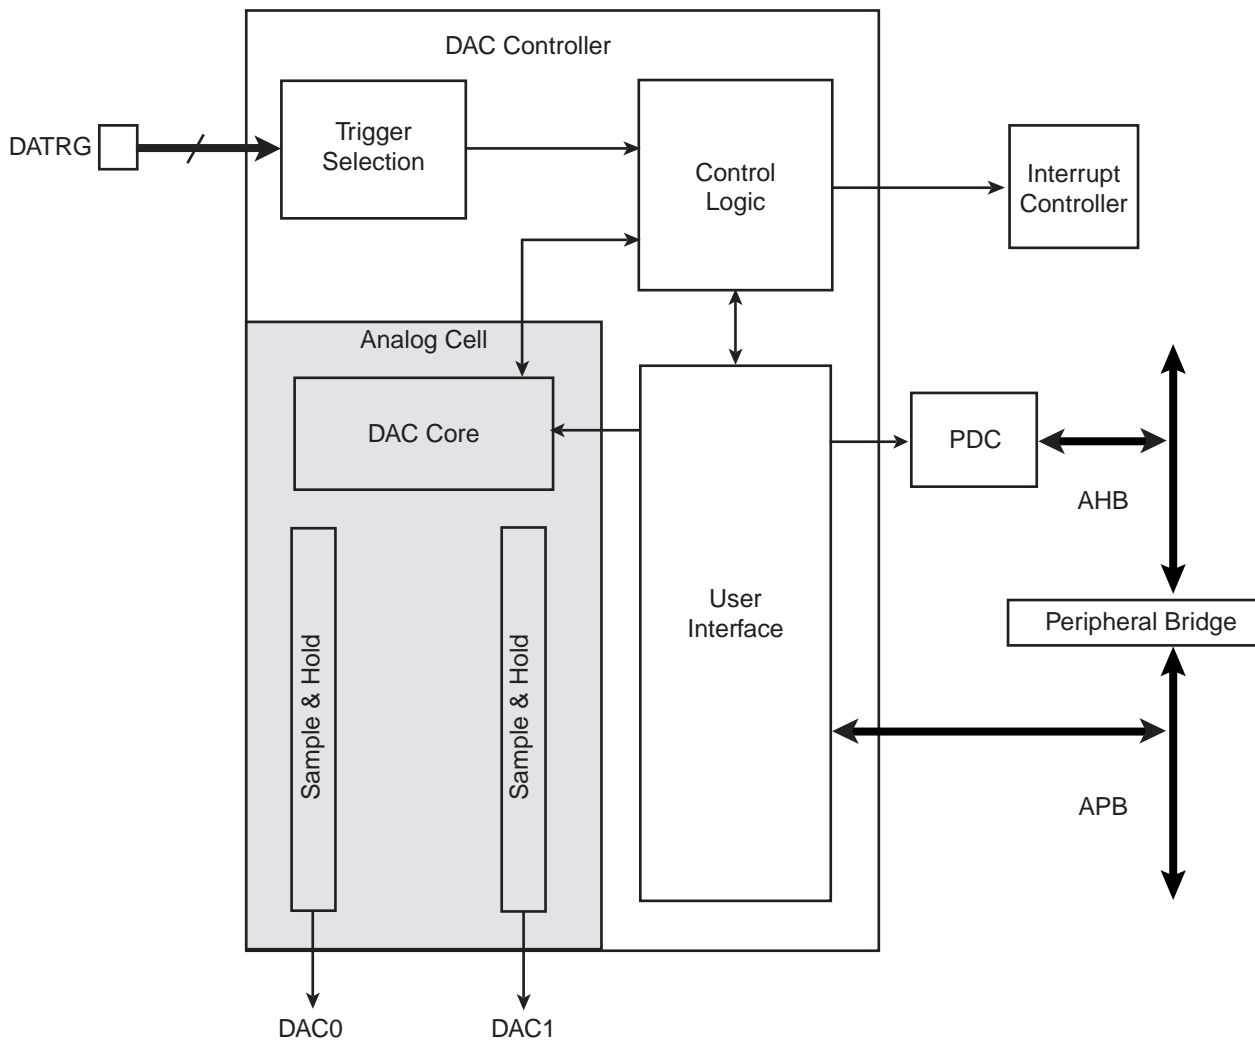 DAC Controller
DATRG
Trigger
Selection
Control
Logic
Interrupt
Controller
Analog Cell
DAC Core
PDC
AHB
User
Interface
Peripheral Bridge
Sample & Hold
Sample & Hold
APB
DAC0
DAC1